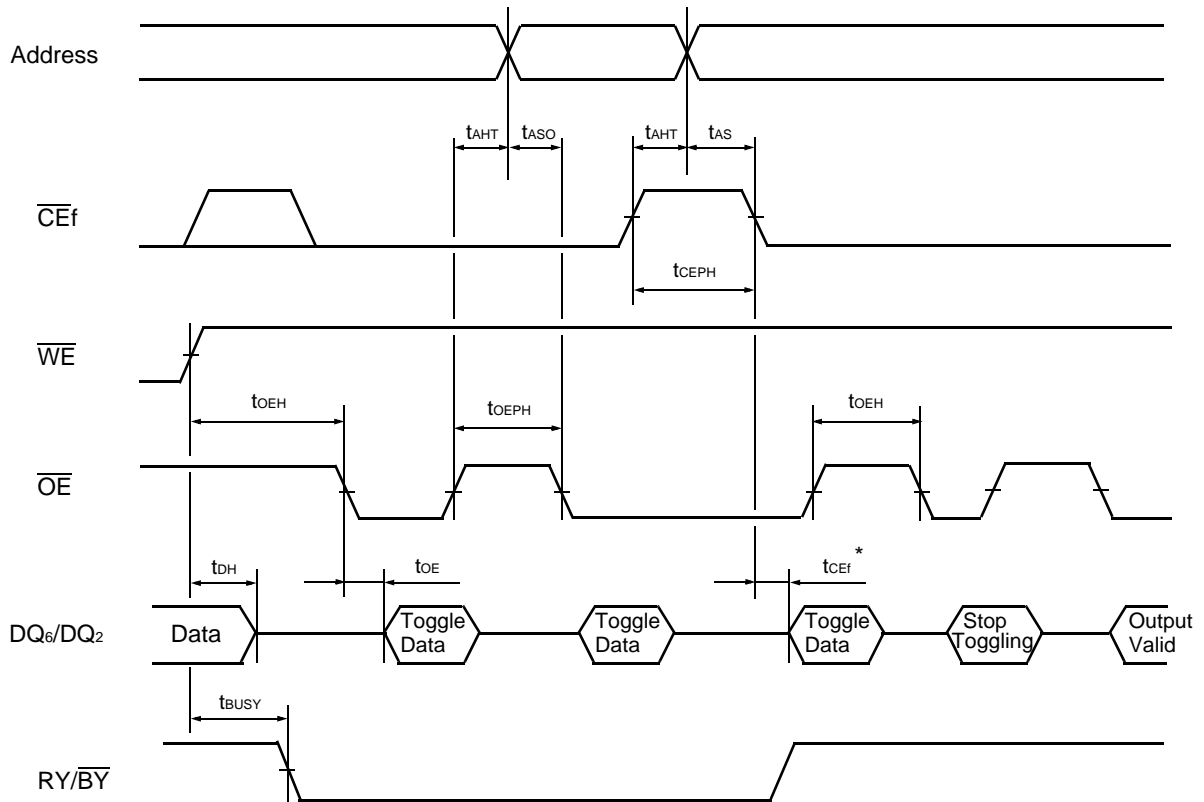 Address
tAHT tASO tAHT tAS
CEf
tCEPH
WE
tOEH tOEPH tOEH
OE
tDH tOE tCEf *
DQ6/DQ2 Data Toggle Data Toggle Data Toggle Data Stop Toggling Output Valid
tBUSY
RY/BY